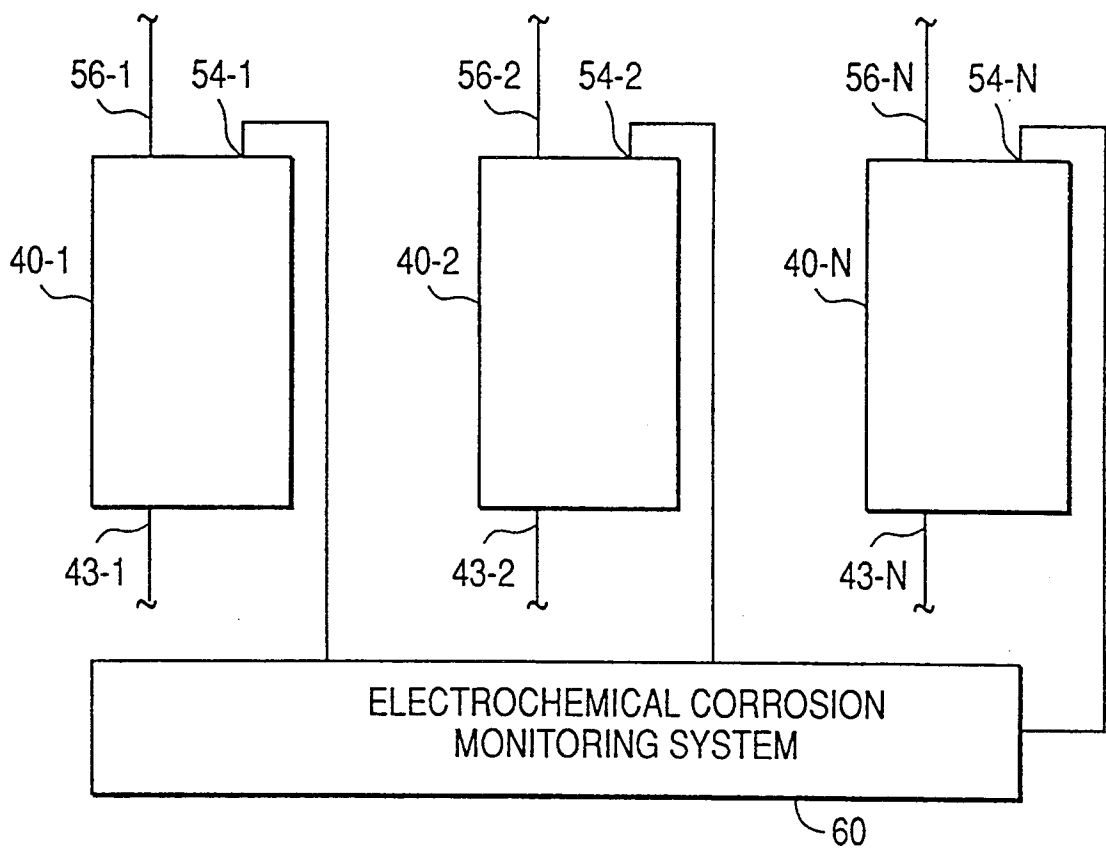 56-1
54-1
56-2
54-2
56-N
54-N
40-1
40-2
40-N
43-1
43-2
43-N
ELECTROCHEMICAL CORROSION
MONITORING SYSTEM
60